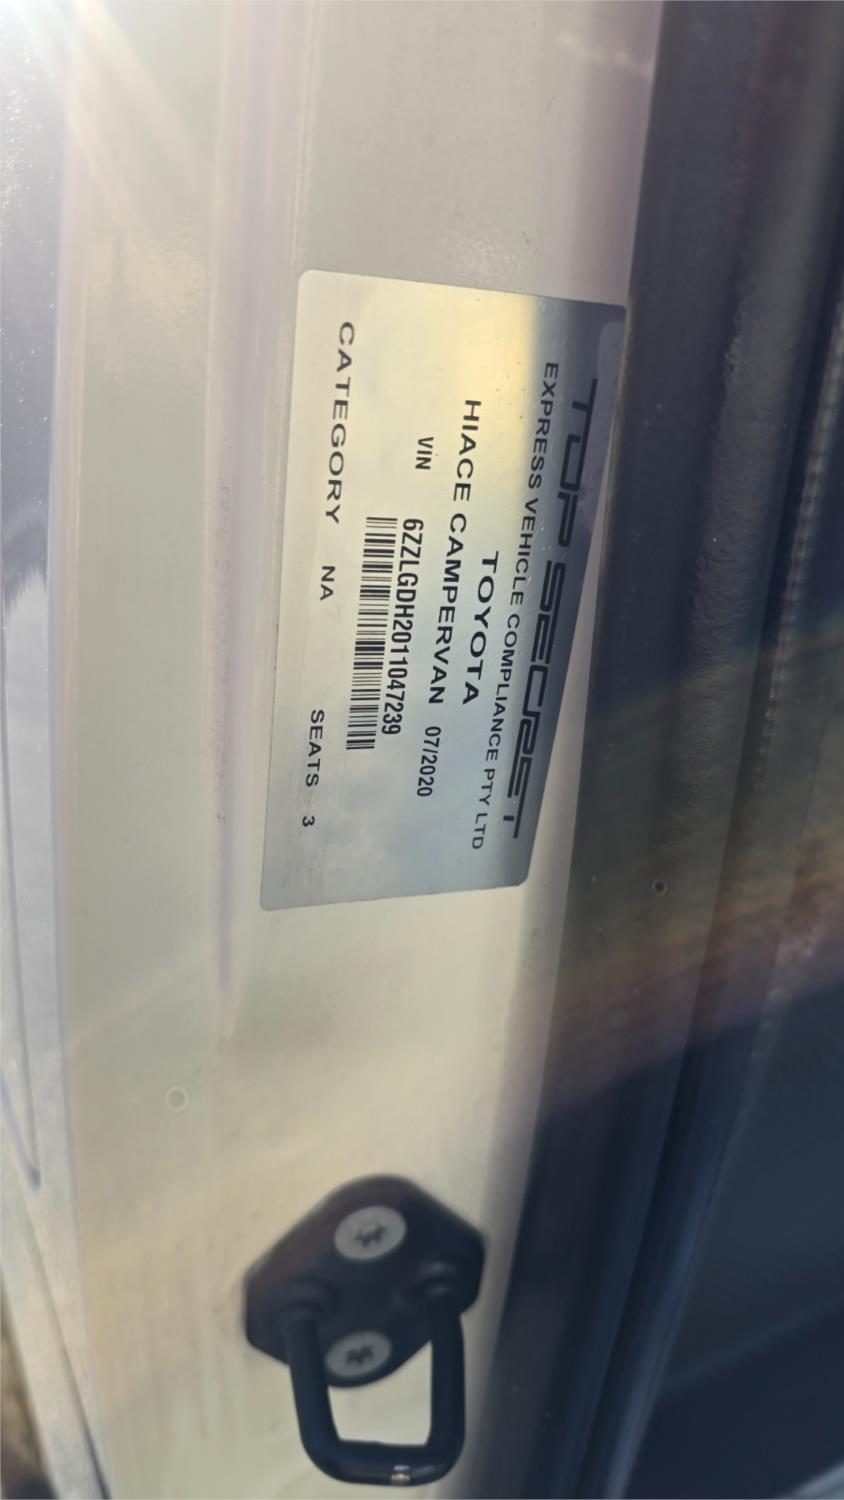 TOP SECRET
EXPRESS VEHICLE COMPLIANCE PTY LTD
TOYOTA
HIACE CAMPERVAN 07/2020
VIN 6ZZLGDH2011047239
CATEGORY NA SEATS 3